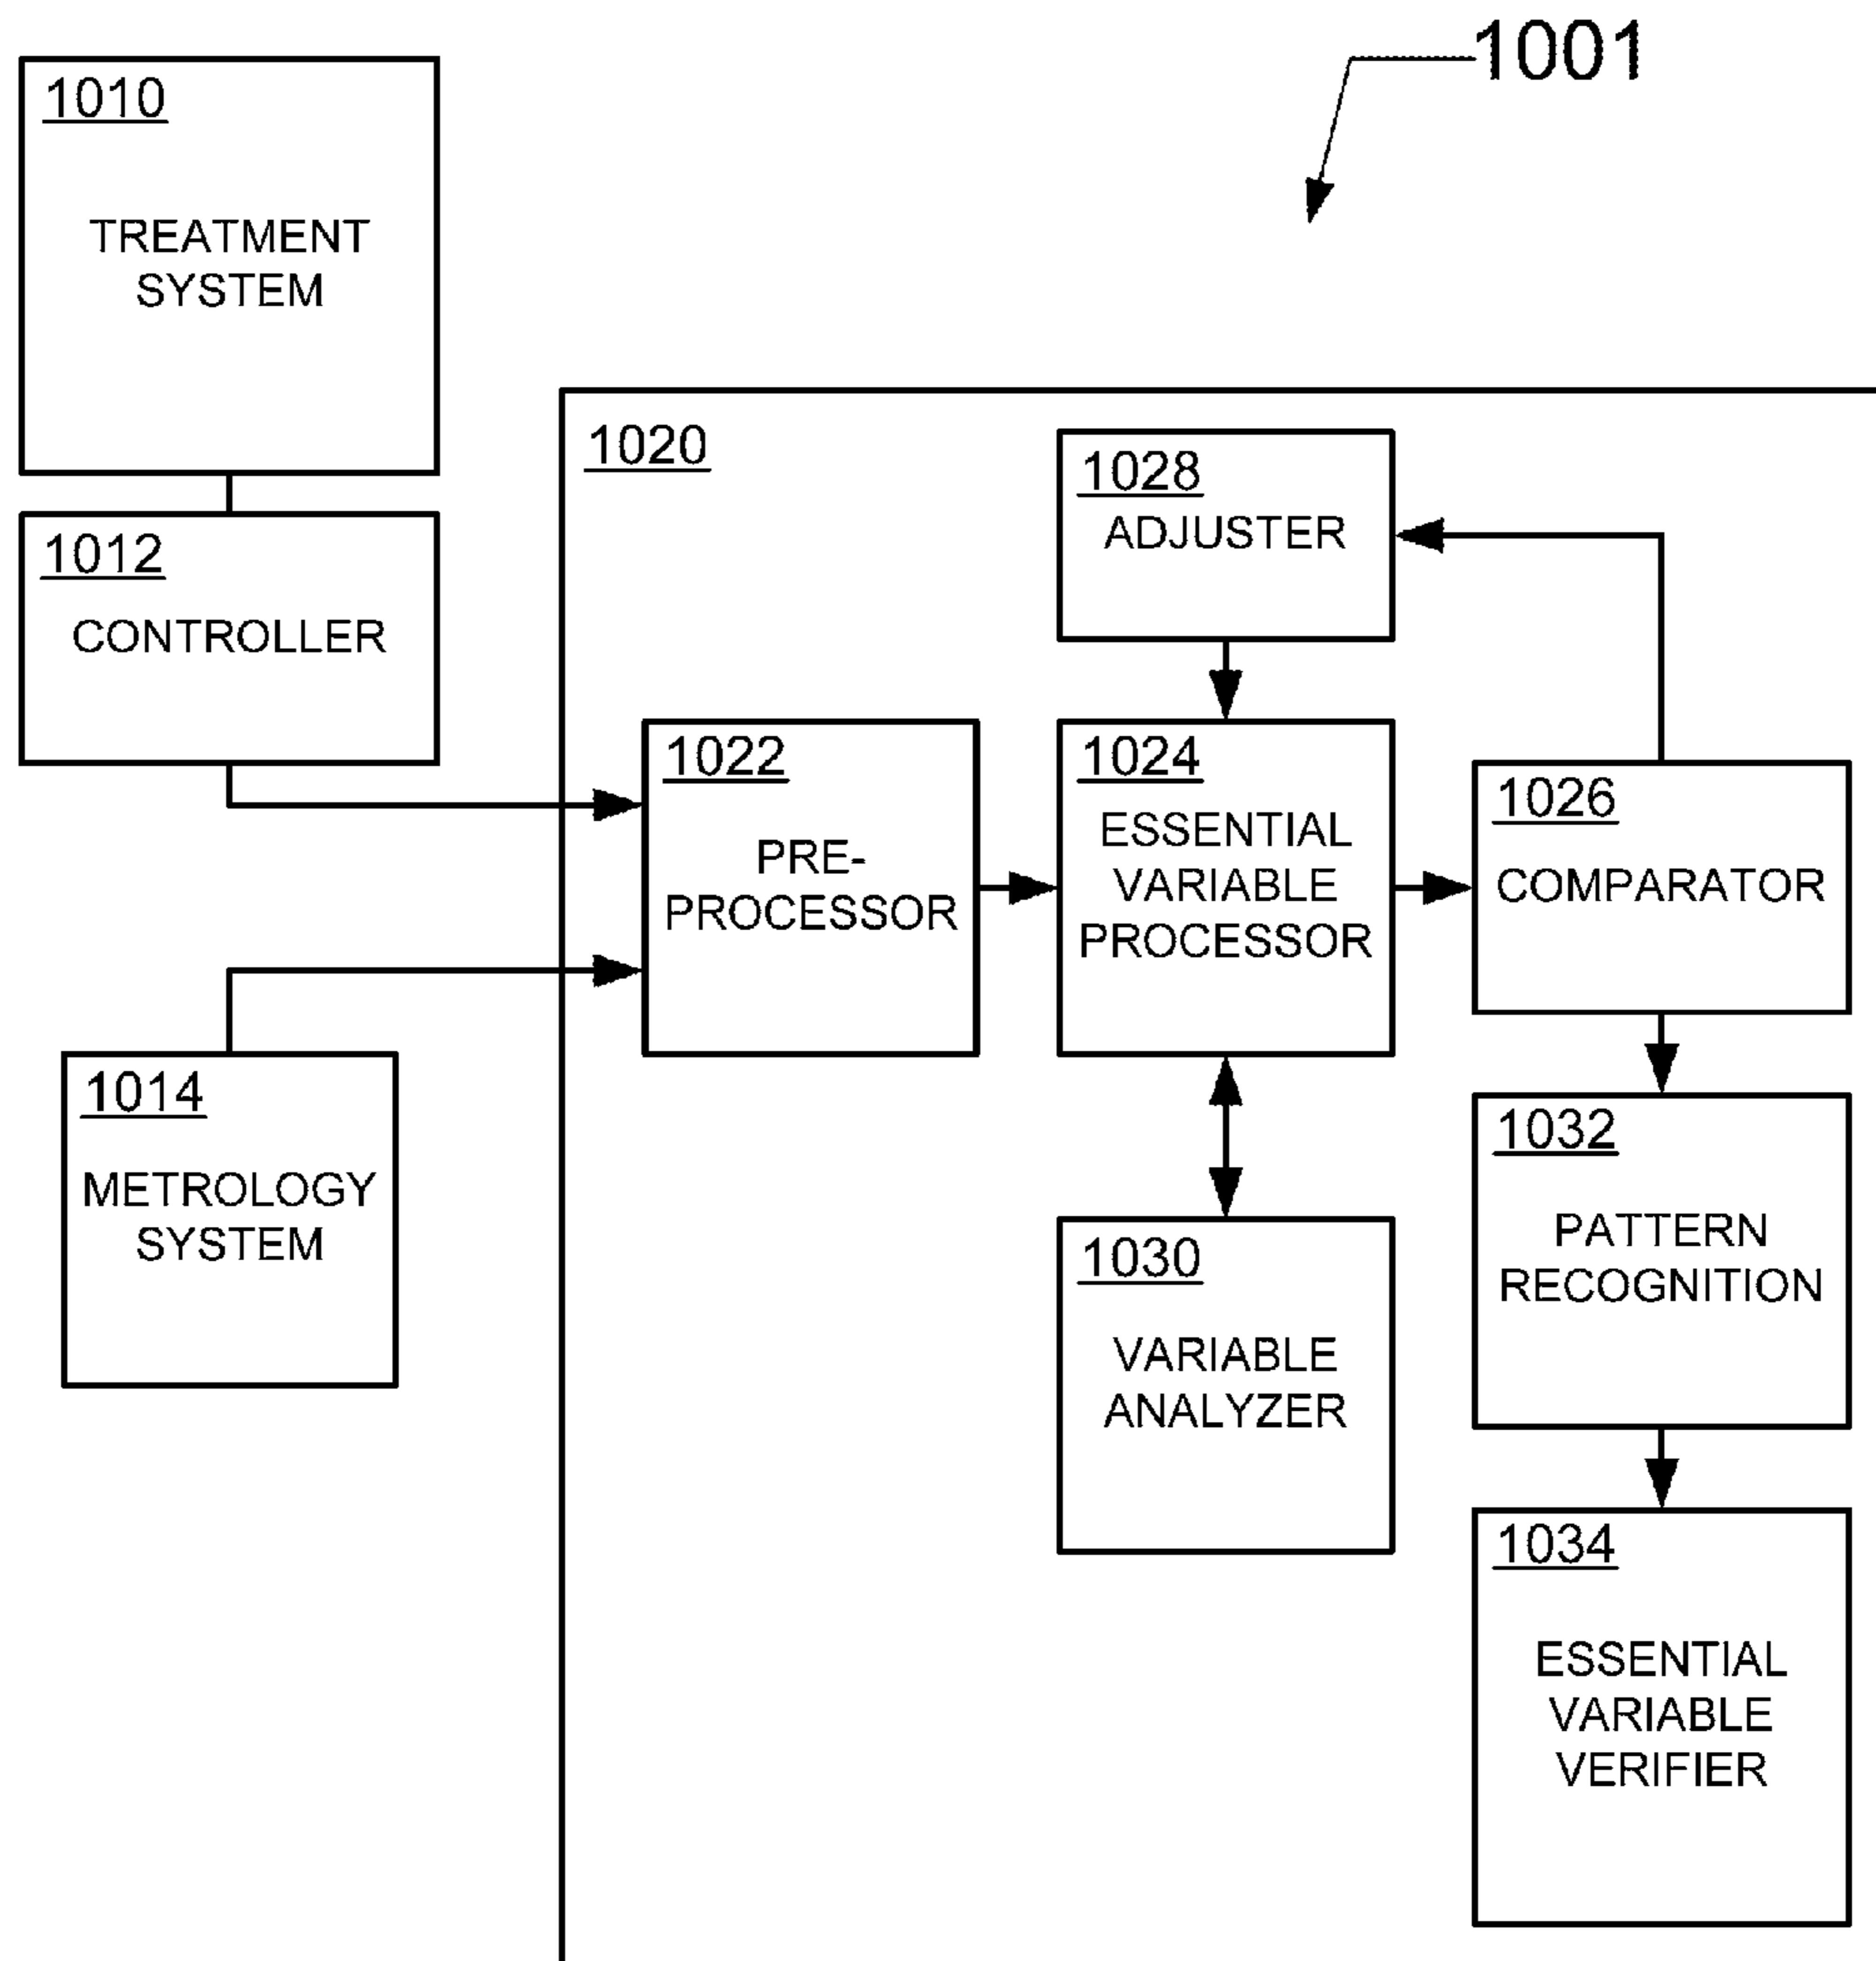 1001
1010
TREATMENT
SYSTEM
1012
CONTROLLER
1014
METROLOGY
SYSTEM
1020
1022
PRE-
PROCESSOR
1028
ADJUSTER
1024
ESSENTIAL
VARIABLE
PROCESSOR
1030
VARIABLE
ANALYZER
1026
COMPARATOR
1032
PATTERN
RECOGNITION
1034
ESSENTIAL
VARIABLE
VERIFIER